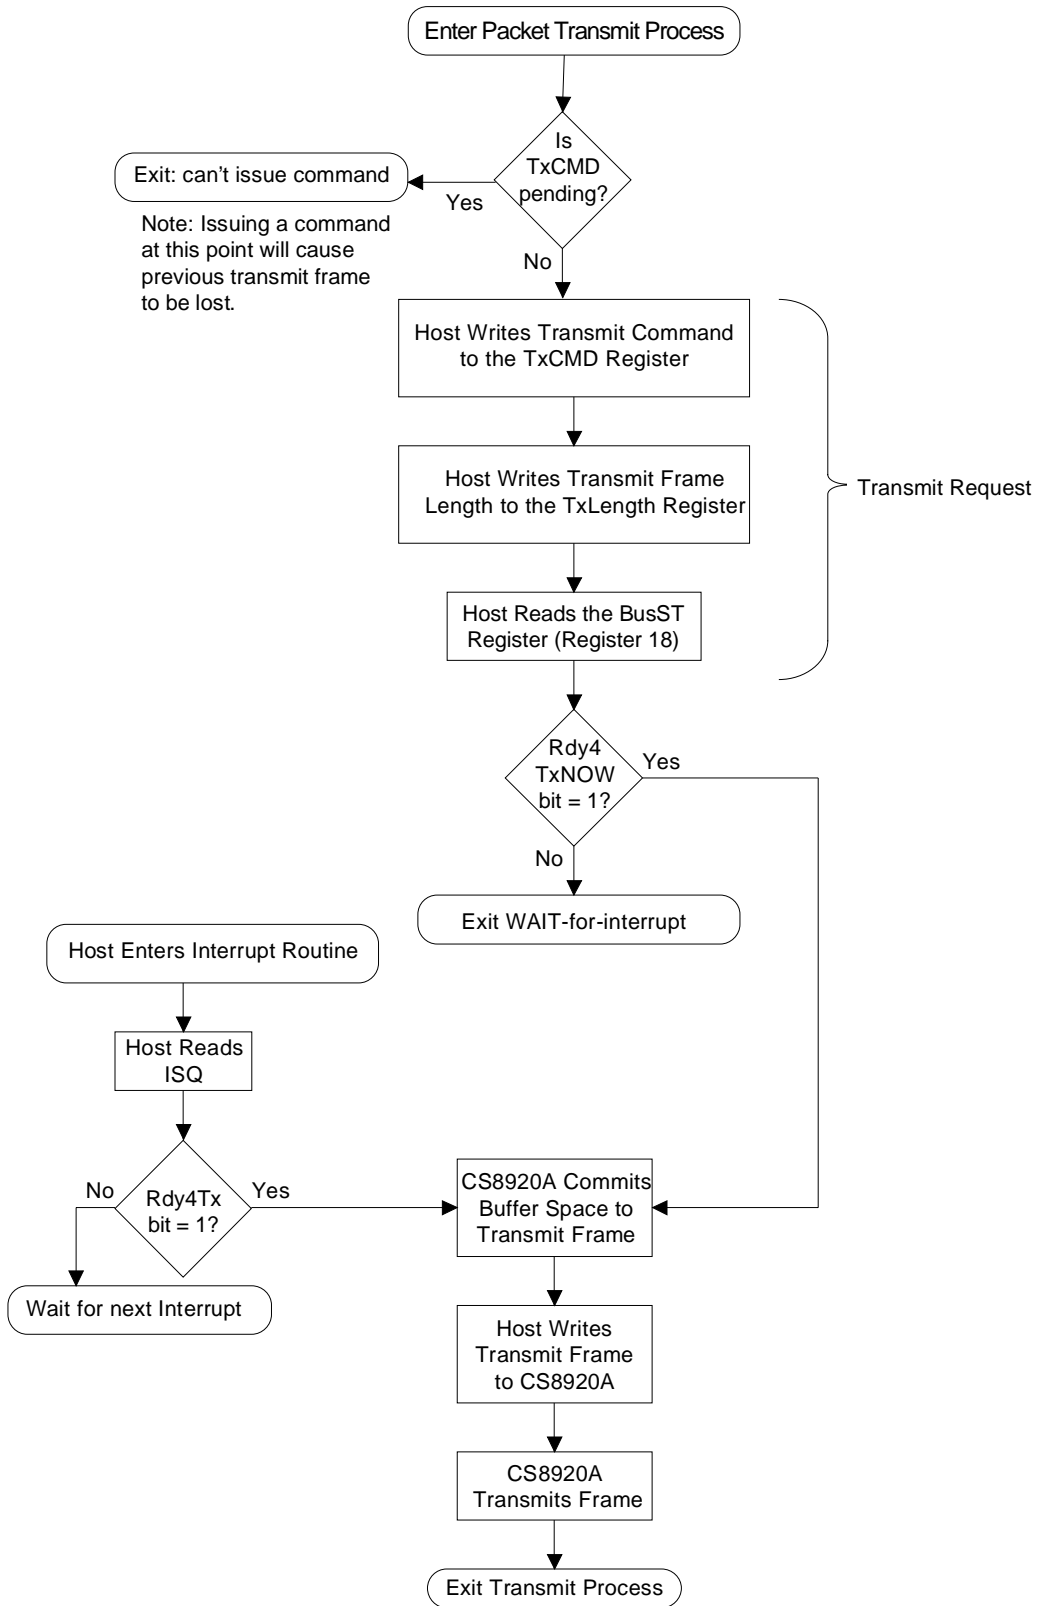 Enter Packet Transmit Process
Is
TxCMD
pending?
Exit: can't issue command
Yes
Note: Issuing a command
at this point will cause
previous transmit frame
to be lost.
No
Host Writes Transmit Command
to the TxCMD Register
Host Writes Transmit Frame
Length to the TxLength Register
Transmit Request
Host Reads the BusST
Register (Register 18)
Rdy4
TxNOW
bit = 1?
Yes
No
Exit WAIT-for-interrupt
Host Enters Interrupt Routine
Host Reads
ISQ
Rdy4Tx
bit = 1?
No
Yes
Wait for next Interrupt
CS8920A Commits
Buffer Space to
Transmit Frame
Host Writes
Transmit Frame
to CS8920A
CS8920A
Transmits Frame
Exit Transmit Process